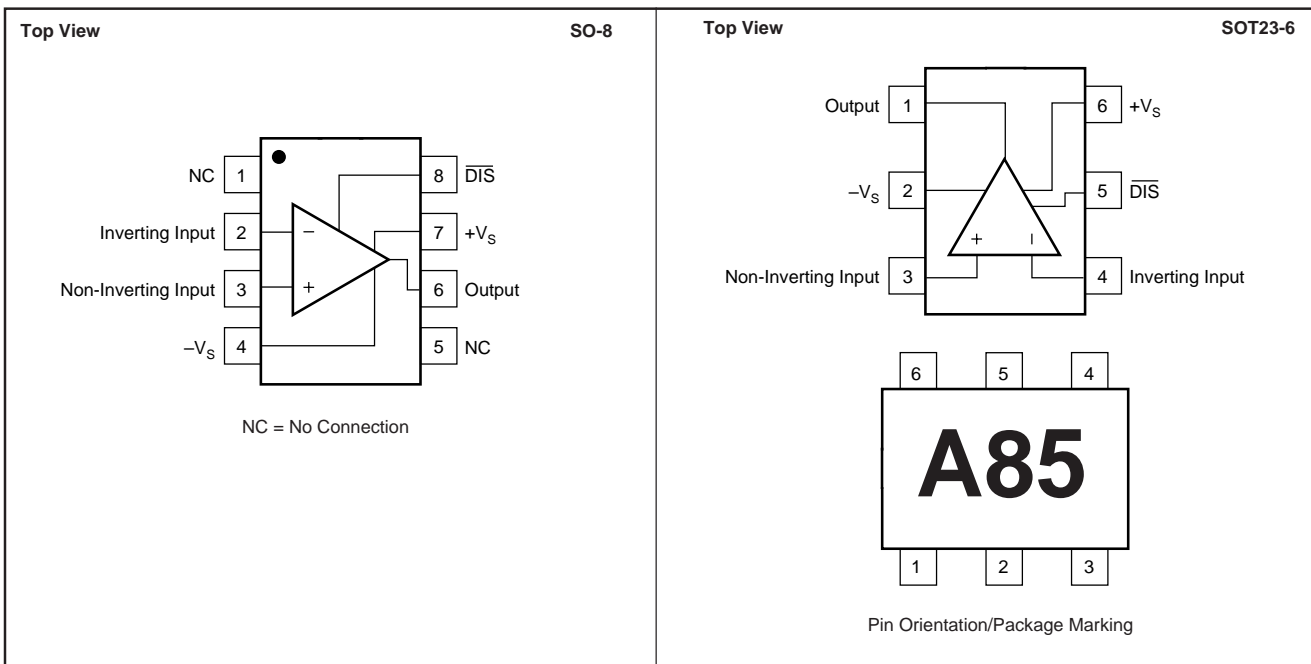 Top View
SO-8
NC 1
8 D̅I̅S̅
Inverting Input 2
−
7 +VS
Non-Inverting Input 3
+
6 Output
–VS 4
5 NC
NC = No Connection
Top View
SOT23-6
Output 1
6 +VS
–VS 2
5 D̅I̅S̅
+ −
Non-Inverting Input 3
4 Inverting Input
6 5 4
A85
1 2 3
Pin Orientation/Package Marking